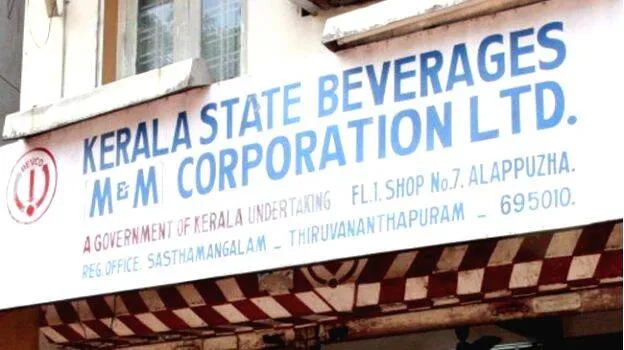 KERALA STATE BEVERAGES
M & M CORPORATION LTD.
A GOVERNMENT OF KERALA UNDERTAKING FL.1. SHOP No.7. ALAPPUZHA.
REG.OFFICE. SASTHAMANGALAM - THIRUVANANTHAPURAM - 695010.